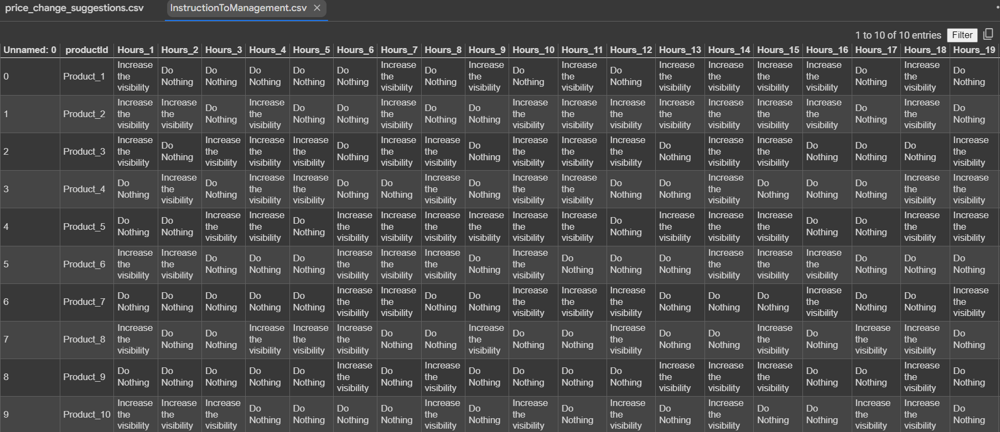 price_change_suggestions.csv InstructionToManagement.csv
1 to 10 of 10 entries Filter
Unnamed: 0 productId Hours_1 Hours_2 Hours_3 Hours_4 Hours_5 Hours_6 Hours_7 Hours_8 Hours_9 Hours_10 Hours_11 Hours_12 Hours_13 Hours_14 Hours_15 Hours_16 Hours_17 Hours_18 Hours_19
0 Product_1 Increase the visibility Do Nothing Do Nothing Do Nothing Do Nothing Do Nothing Increase the visibility Do Nothing Increase the visibility Do Nothing Increase the visibility Do Nothing Increase the visibility Increase the visibility Increase the visibility Increase the visibility Do Nothing Increase the visibility Do Nothing
1 Product_2 Increase the visibility Increase the visibility Do Nothing Increase the visibility Do Nothing Do Nothing Increase the visibility Do Nothing Do Nothing Increase the visibility Increase the visibility Increase the visibility Increase the visibility Increase the visibility Increase the visibility Increase the visibility Do Nothing Increase the visibility Do Nothing
2 Product_3 Increase the visibility Do Nothing Increase the visibility Increase the visibility Increase the visibility Do Nothing Increase the visibility Increase the visibility Do Nothing Increase the visibility Increase the visibility Increase the visibility Do Nothing Increase the visibility Increase the visibility Do Nothing Do Nothing Do Nothing Increase the visibility
3 Product_4 Do Nothing Increase the visibility Do Nothing Increase the visibility Increase the visibility Do Nothing Do Nothing Increase the visibility Do Nothing Increase the visibility Increase the visibility Do Nothing Do Nothing Increase the visibility Do Nothing Do Nothing Do Nothing Increase the visibility Increase the visibility
4 Product_5 Do Nothing Do Nothing Increase the visibility Increase the visibility Do Nothing Increase the visibility Increase the visibility Increase the visibility Increase the visibility Increase the visibility Increase the visibility Do Nothing Increase the visibility Increase the visibility Increase the visibility Do Nothing Do Nothing Increase the visibility Increase the visibility
5 Product_6 Increase the visibility Increase the visibility Do Nothing Do Nothing Do Nothing Increase the visibility Increase the visibility Increase the visibility Do Nothing Increase the visibility Do Nothing Do Nothing Do Nothing Increase the visibility Increase the visibility Increase the visibility Do Nothing Do Nothing Do Nothing
6 Product_7 Do Nothing Do Nothing Do Nothing Do Nothing Do Nothing Increase the visibility Increase the visibility Do Nothing Do Nothing Increase the visibility Increase the visibility Increase the visibility Do Nothing Do Nothing Do Nothing Increase the visibility Do Nothing Do Nothing Increase the visibility
7 Product_8 Increase the visibility Do Nothing Do Nothing Increase the visibility Increase the visibility Increase the visibility Do Nothing Do Nothing Increase the visibility Do Nothing Do Nothing Increase the visibility Do Nothing Do Nothing Increase the visibility Do Nothing Increase the visibility Increase the visibility Do Nothing
8 Product_9 Do Nothing Do Nothing Do Nothing Do Nothing Do Nothing Increase the visibility Do Nothing Increase the visibility Do Nothing Do Nothing Do Nothing Do Nothing Increase the visibility Increase the visibility Increase the visibility Do Nothing Do Nothing Increase the visibility Do Nothing
9 Product_10 Increase the visibility Increase the visibility Increase the visibility Do Nothing Do Nothing Do Nothing Do Nothing Increase the visibility Do Nothing Increase the visibility Do Nothing Increase the visibility Do Nothing Increase the visibility Do Nothing Do Nothing Increase the visibility Increase the visibility Do Nothing